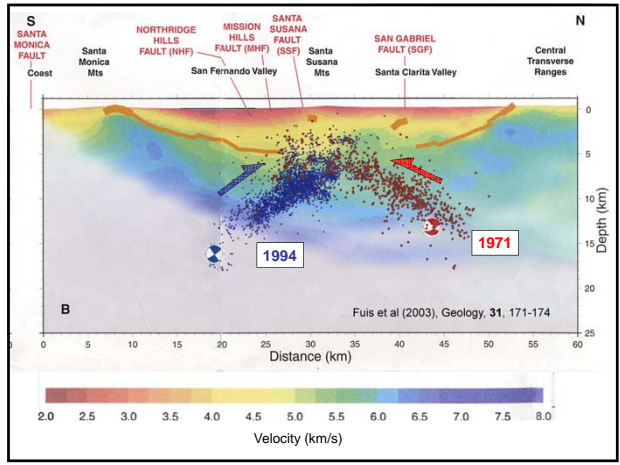 S
N
SANTA
MONICA
FAULT
Coast
Santa
Monica
Mts
NORTHRIDGE
HILLS
FAULT (NHF)
MISSION
HILLS
FAULT (MHF)
SANTA
SUSANA
FAULT
(SSF)
San Fernando Valley
Santa
Susana
Mts
SAN GABRIEL
FAULT (SGF)
Santa Clarita Valley
Central
Transverse
Ranges
0
5
10
15
20
25
Depth (km)
1994
1971
B
Fuis et al (2003), Geology, 31, 171-174
0 5 10 15 20 25 30 35 40 45 50 55 60
Distance (km)
2.0 2.5 3.0 3.5 4.0 4.5 5.0 5.5 6.0 6.5 7.0 7.5 8.0
Velocity (km/s)